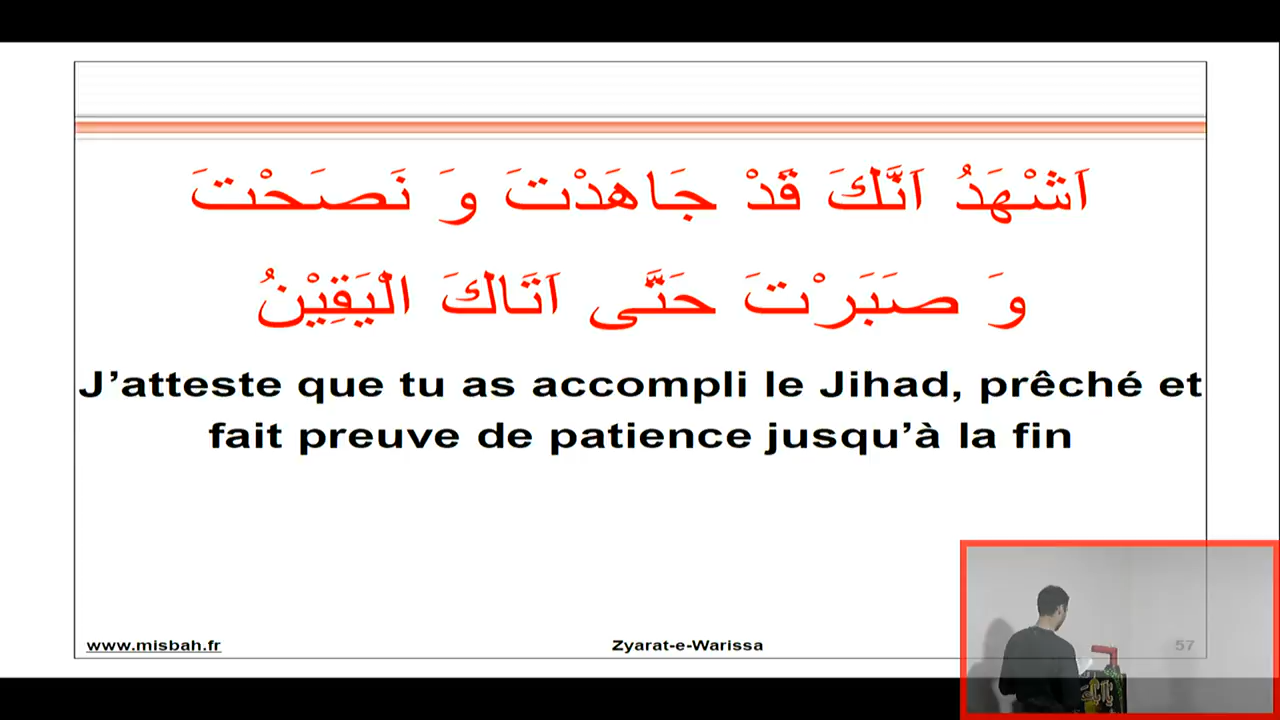 اَشْهَدُ اَنَّكَ قَدْ جَاهَدْتَ وَ نَصَحْتَ
وَ صَبَرْتَ حَتَّى اَتَاكَ الْيَقِيْنُ
J’atteste que tu as accompli le Jihad, prêché et
fait preuve de patience jusqu’à la fin
www.misbah.fr
Zyarat-e-Warissa
57